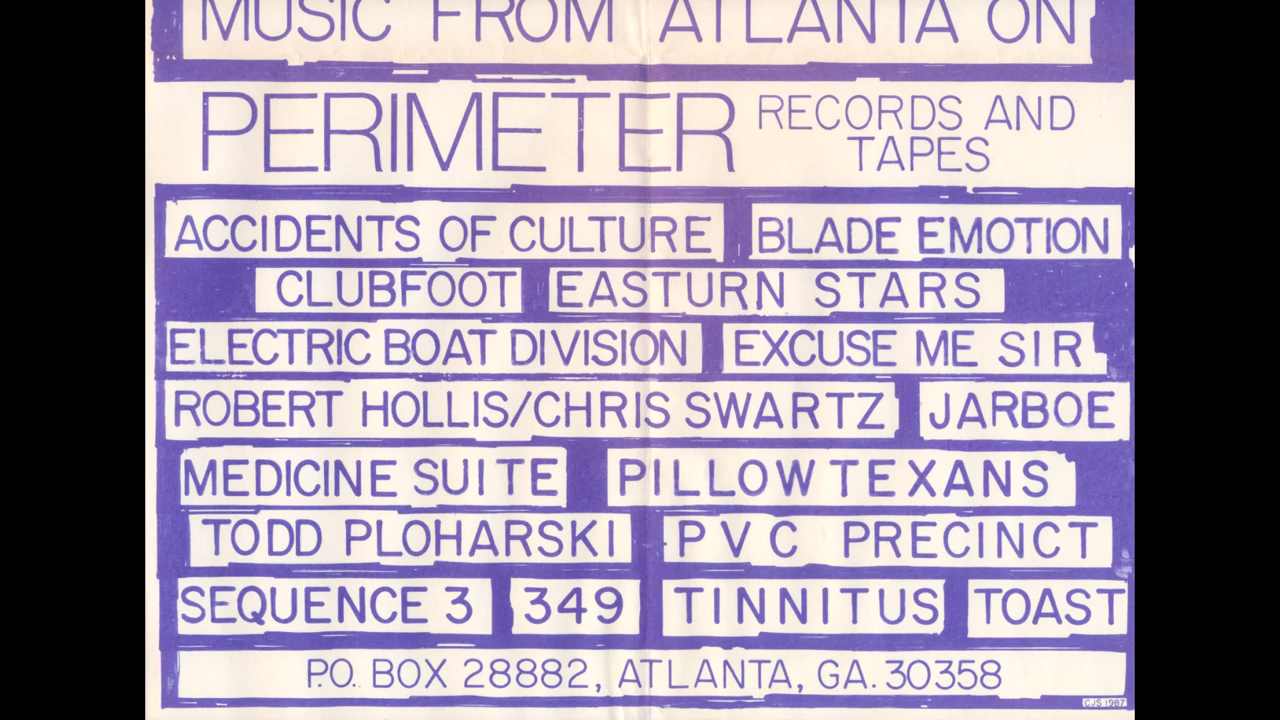 MUSIC FROM ATLANTA ON
PERIMETER RECORDS AND TAPES
ACCIDENTS OF CULTURE BLADE EMOTION
CLUBFOOT EASTURN STARS
ELECTRIC BOAT DIVISION EXCUSE ME SIR
ROBERT HOLLIS/CHRIS SWARTZ JARBOE
MEDICINE SUITE PILLOW TEXANS
TODD PLOHARSKI PVC PRECINCT
SEQUENCE 3 349 TINNITUS TOAST
P.O. BOX 28882, ATLANTA, GA. 30358
CJS 1987